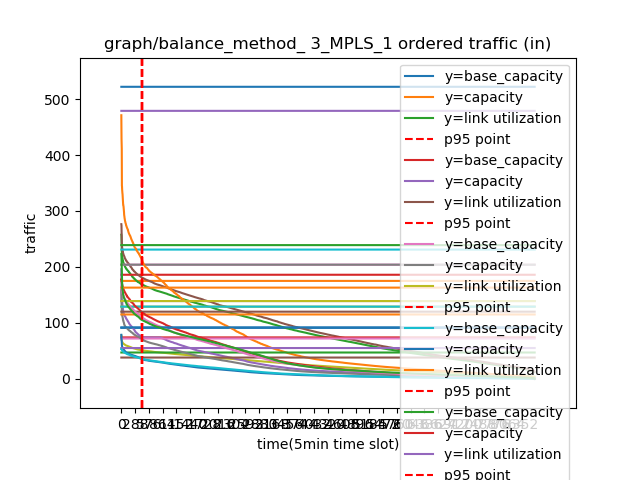 graph/balance_method_ 3_MPLS_1 ordered traffic (in)
traffic
500
400
300
200
100
0
time(5min time slot)
y=base_capacity
y=capacity
y=link utilization
p95 point
y=base_capacity
y=capacity
y=link utilization
p95 point
y=base_capacity
y=capacity
y=link utilization
p95 point
y=base_capacity
y=capacity
y=link utilization
p95 point
y=base_capacity
y=capacity
y=link utilization
p95 point